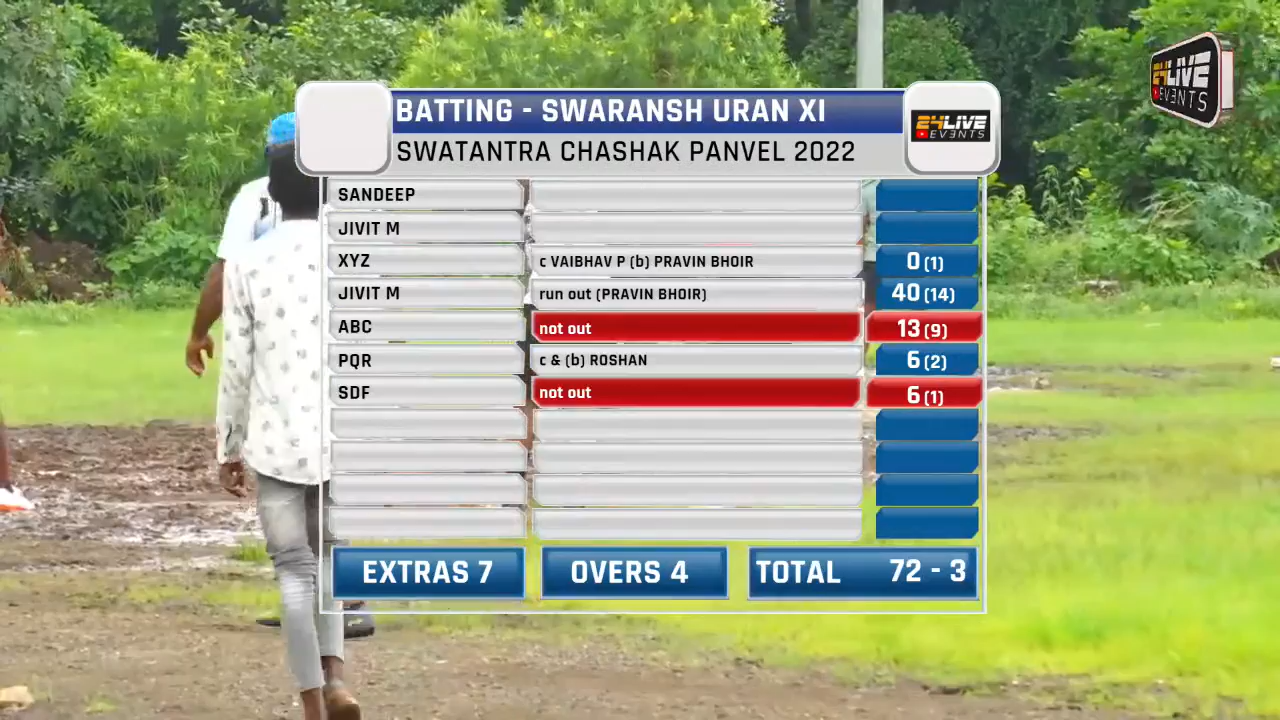 24LIVE
EVENTS
BATTING - SWARANSH URAN XI
SWATANTRA CHASHAK PANVEL 2022
24LIVE
EVENTS
SANDEEP
JIVIT M
XYZ c VAIBHAV P (b) PRAVIN BHOIR 0 (1)
JIVIT M run out (PRAVIN BHOIR) 40 (14)
ABC not out 13 (9)
PQR c & (b) ROSHAN 6 (2)
SDF not out 6 (1)
EXTRAS 7 OVERS 4 TOTAL 72 - 3